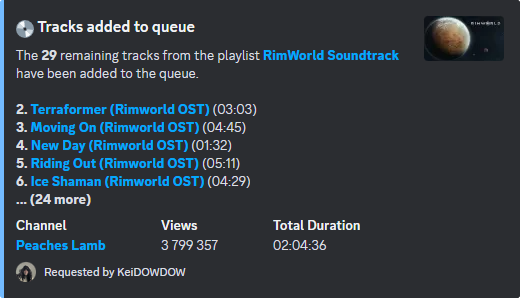 Tracks added to queue
The 29 remaining tracks from the playlist RimWorld Soundtrack
have been added to the queue.
2. Terraformer (Rimworld OST) (03:03)
3. Moving On (Rimworld OST) (04:45)
4. New Day (Rimworld OST) (01:32)
5. Riding Out (Rimworld OST) (05:11)
6. Ice Shaman (Rimworld OST) (04:29)
... (24 more)
Channel Views Total Duration
Peaches Lamb 3 799 357 02:04:36
Requested by KeiDOWDOW
RIMWORLD